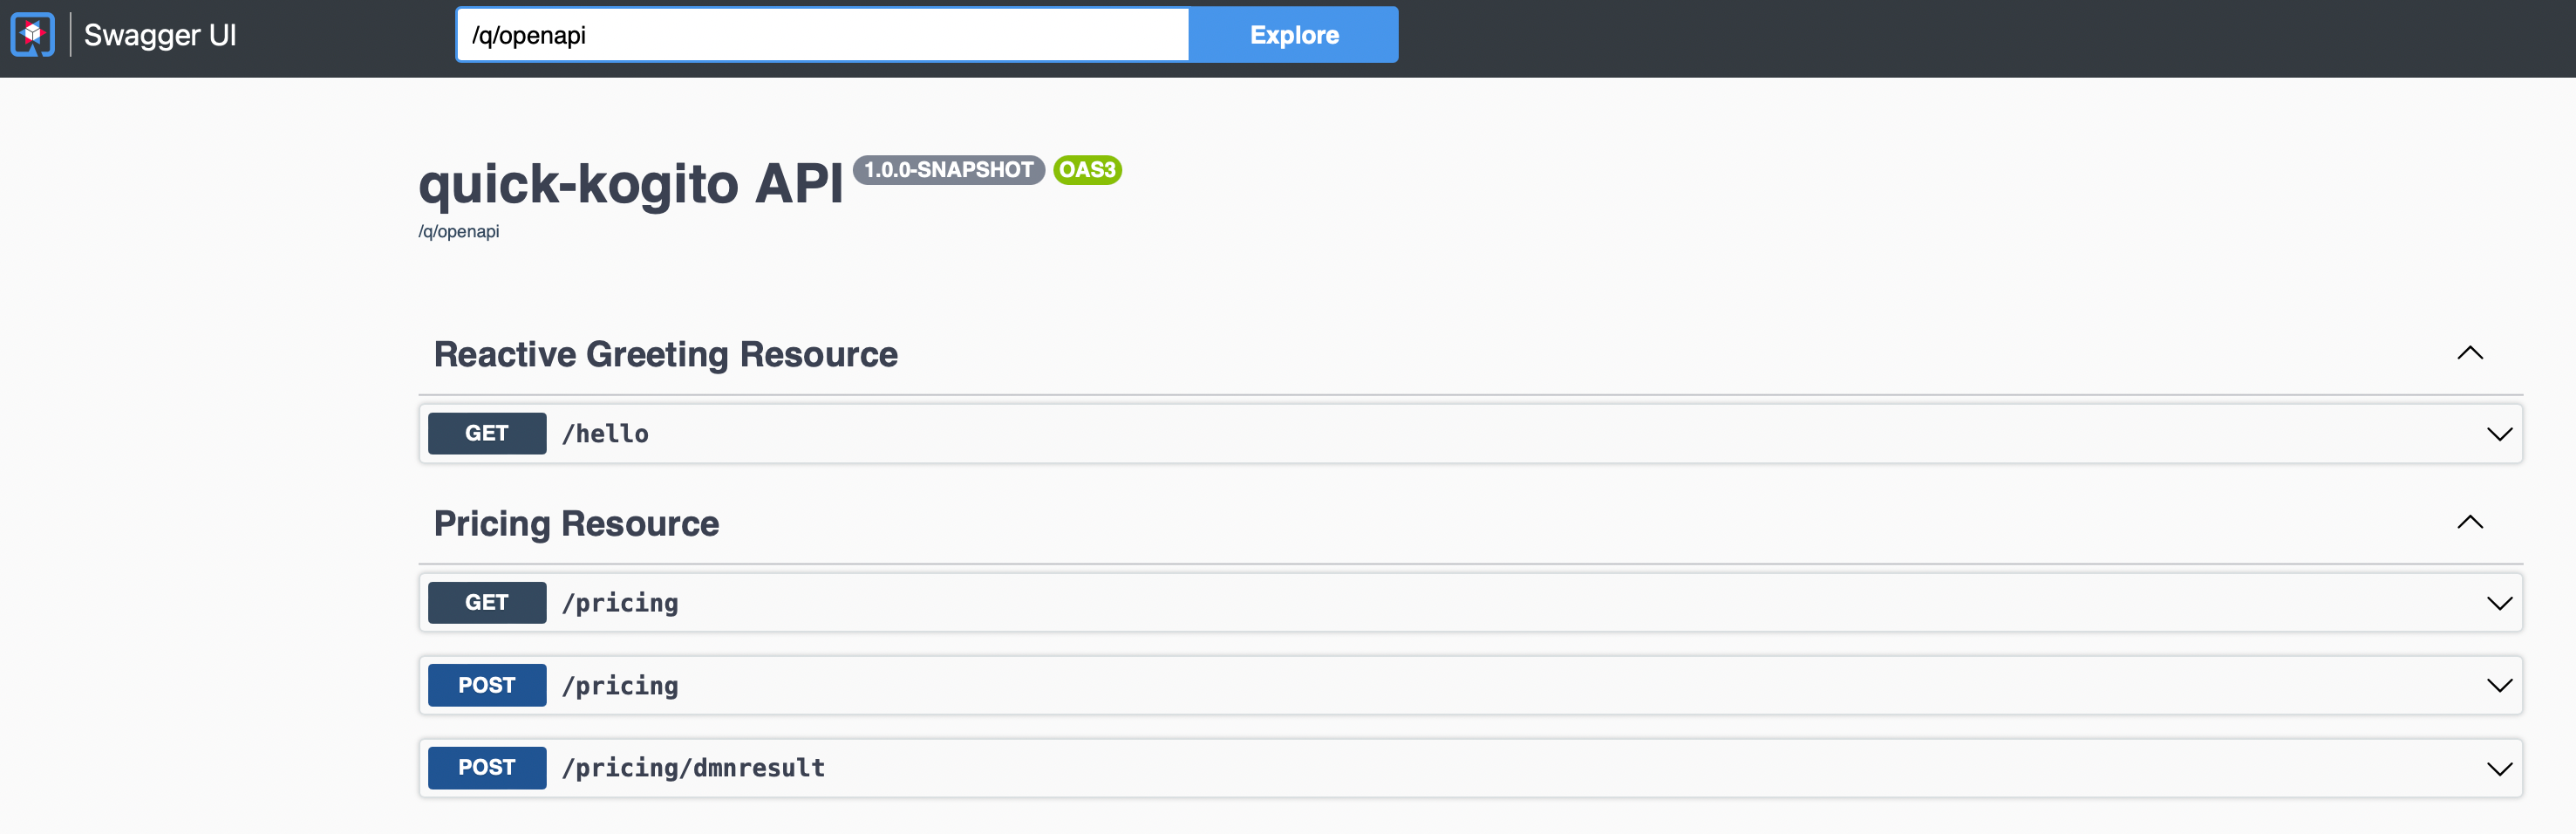 Swagger UI
/q/openapi
Explore
quick-kogito API 1.0.0-SNAPSHOT OAS3
/q/openapi
Reactive Greeting Resource
GET /hello
Pricing Resource
GET /pricing
POST /pricing
POST /pricing/dmnresult